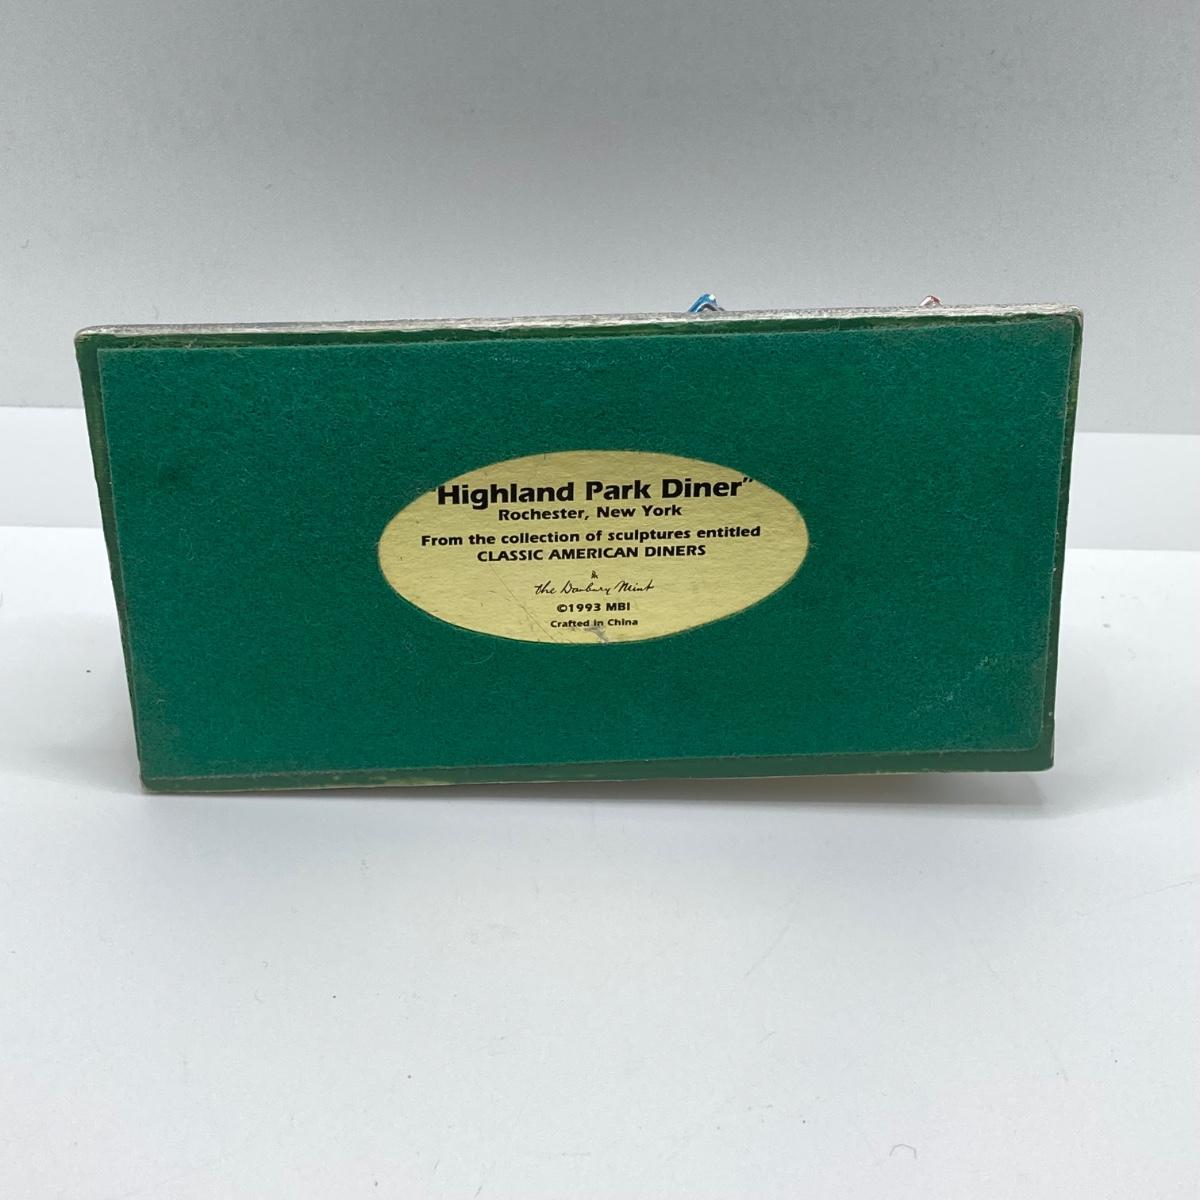 "Highland Park Diner"
Rochester, New York
From the collection of sculptures entitled
CLASSIC AMERICAN DINERS
The Danbury Mint
©1993 MBI
Crafted in China